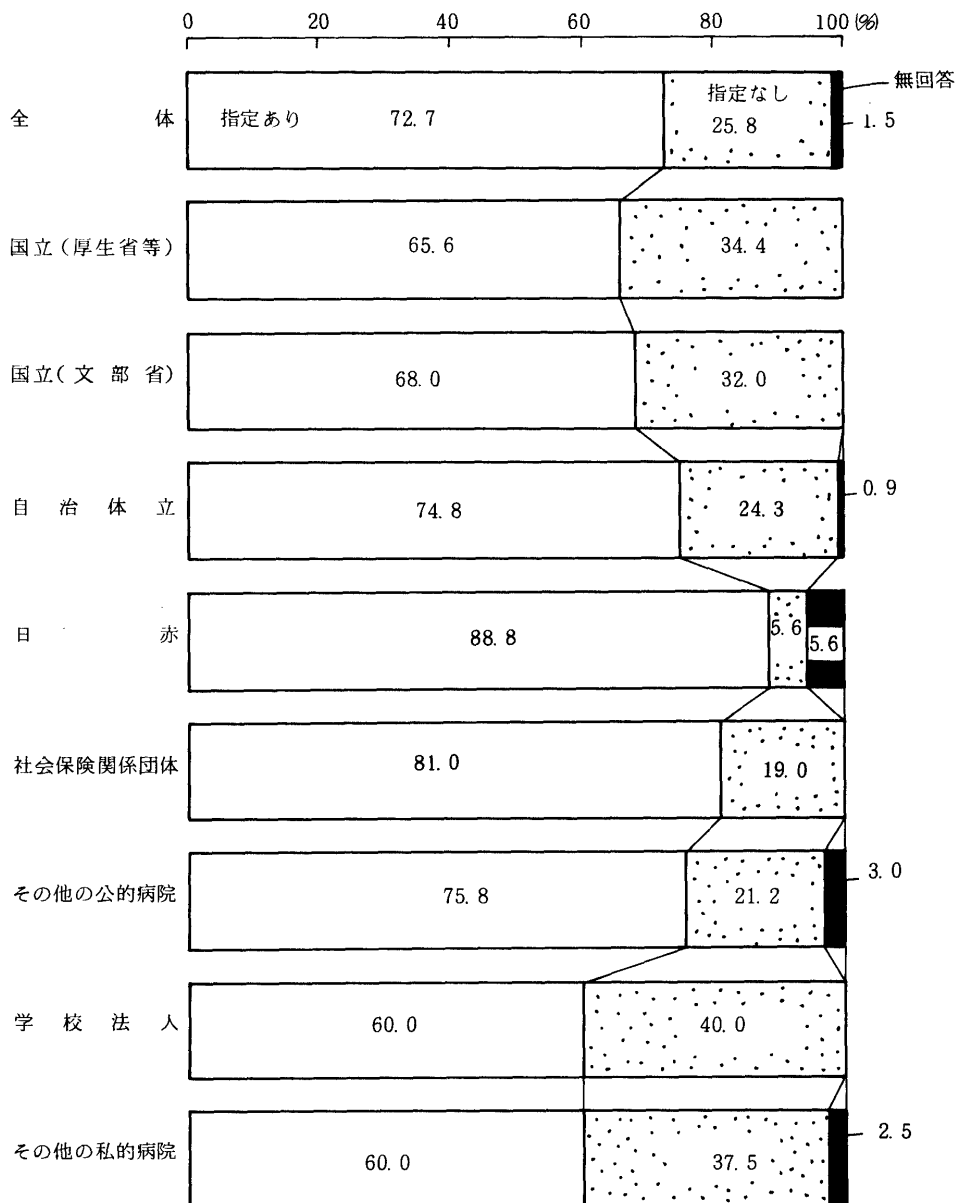 0 20 40 60 80 100 (%)
無回答
全体 指定あり 72.7 指定なし 25.8 1.5
国立(厚生省等) 65.6 34.4
国立(文部省) 68.0 32.0
自治体立 74.8 24.3 0.9
日赤 88.8 5.6 5.6
社会保険関係団体 81.0 19.0
その他の公的病院 75.8 21.2 3.0
学校法人 60.0 40.0
その他の私的病院 60.0 37.5 2.5